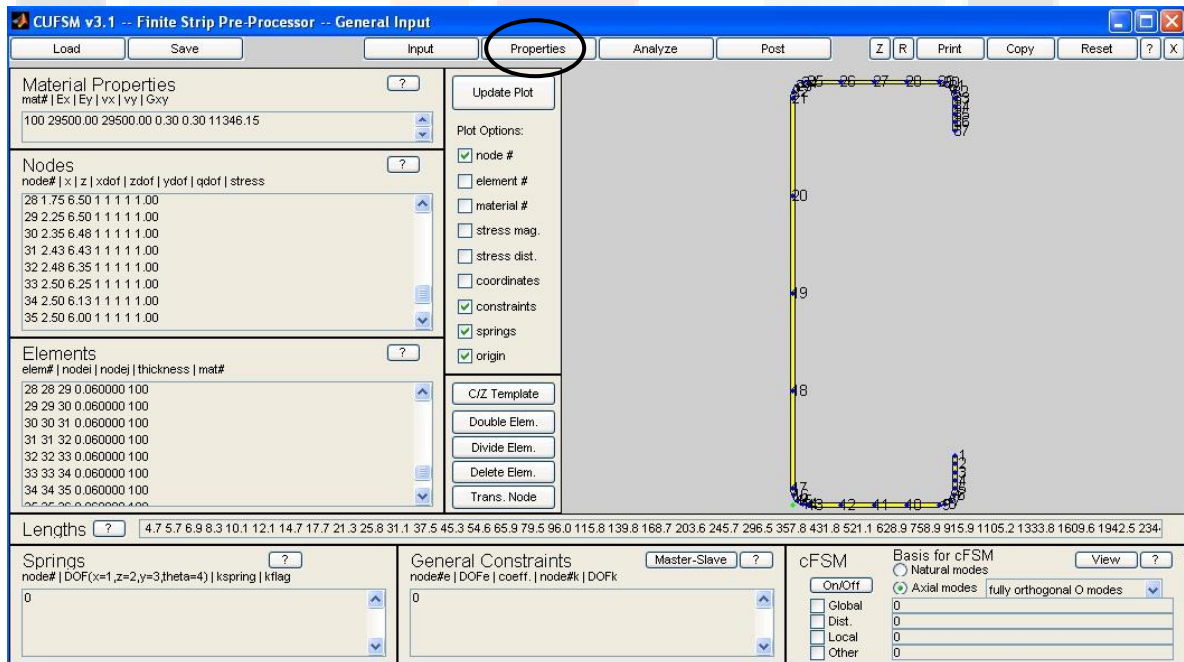 CUFSM v3.1 -- Finite Strip Pre-Processor -- General Input
Load Save Input Properties Analyze Post Z R Print Copy Reset ? X
Material Properties ?
mat# | Ex | Ey | vx | vy | Gxy
100 29500.00 29500.00 0.30 0.30 11346.15
Nodes ?
node# | x | z | xdof | zdof | ydof | qdof | stress
28 1.75 6.50 1 1 1 1 1.00
29 2.25 6.50 1 1 1 1 1.00
30 2.35 6.48 1 1 1 1 1.00
31 2.43 6.43 1 1 1 1 1.00
32 2.48 6.35 1 1 1 1 1.00
33 2.50 6.25 1 1 1 1 1.00
34 2.50 6.13 1 1 1 1 1.00
35 2.50 6.00 1 1 1 1 1.00
Elements ?
elem# | nodei | nodej | thickness | mat#
28 28 29 0.060000 100
29 29 30 0.060000 100
30 30 31 0.060000 100
31 31 32 0.060000 100
32 32 33 0.060000 100
33 33 34 0.060000 100
34 34 35 0.060000 100
Update Plot
Plot Options:
node #
element #
material #
stress mag.
stress dist.
coordinates
constraints
springs
origin
C/Z Template
Double Elem.
Divide Elem.
Delete Elem.
Trans. Node
25 26 27 28
20
19
18
17
1
2
3
13 12 11 10
37
Lengths ? 4.7 5.7 6.9 8.3 10.1 12.1 14.7 17.7 21.3 25.8 31.1 37.5 45.3 54.6 65.9 79.5 96.0 115.8 139.8 168.7 203.6 245.7 296.5 357.8 431.8 521.1 628.9 758.9 915.9 1105.2 1333.8 1609.6 1942.5 234
Springs ?
node# | DOF(x=1,z=2,y=3,theta=4) | kspring | kflag
0
General Constraints Master-Slave ?
node#e | DOFe | coeff. | node#k | DOFk
0
cFSM
On/Off
Basis for cFSM View ?
Natural modes
Axial modes fully orthogonal O modes
Global 0
Dist. 0
Local 0
Other 0